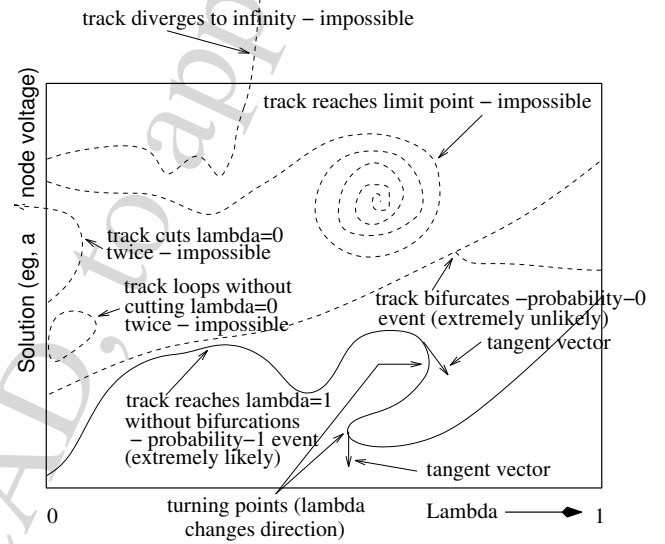 track diverges to infinity − impossible
track reaches limit point − impossible
Solution (eg, a node voltage)
track cuts lambda=0
twice − impossible
track loops without
cutting lambda=0
twice − impossible
track bifurcates −probability−0
event (extremely unlikely)
tangent vector
track reaches lambda=1
without bifurcations
− probability−1 event
(extremely likely)
tangent vector
turning points (lambda
changes direction)
0
Lambda
1
CAD, to app